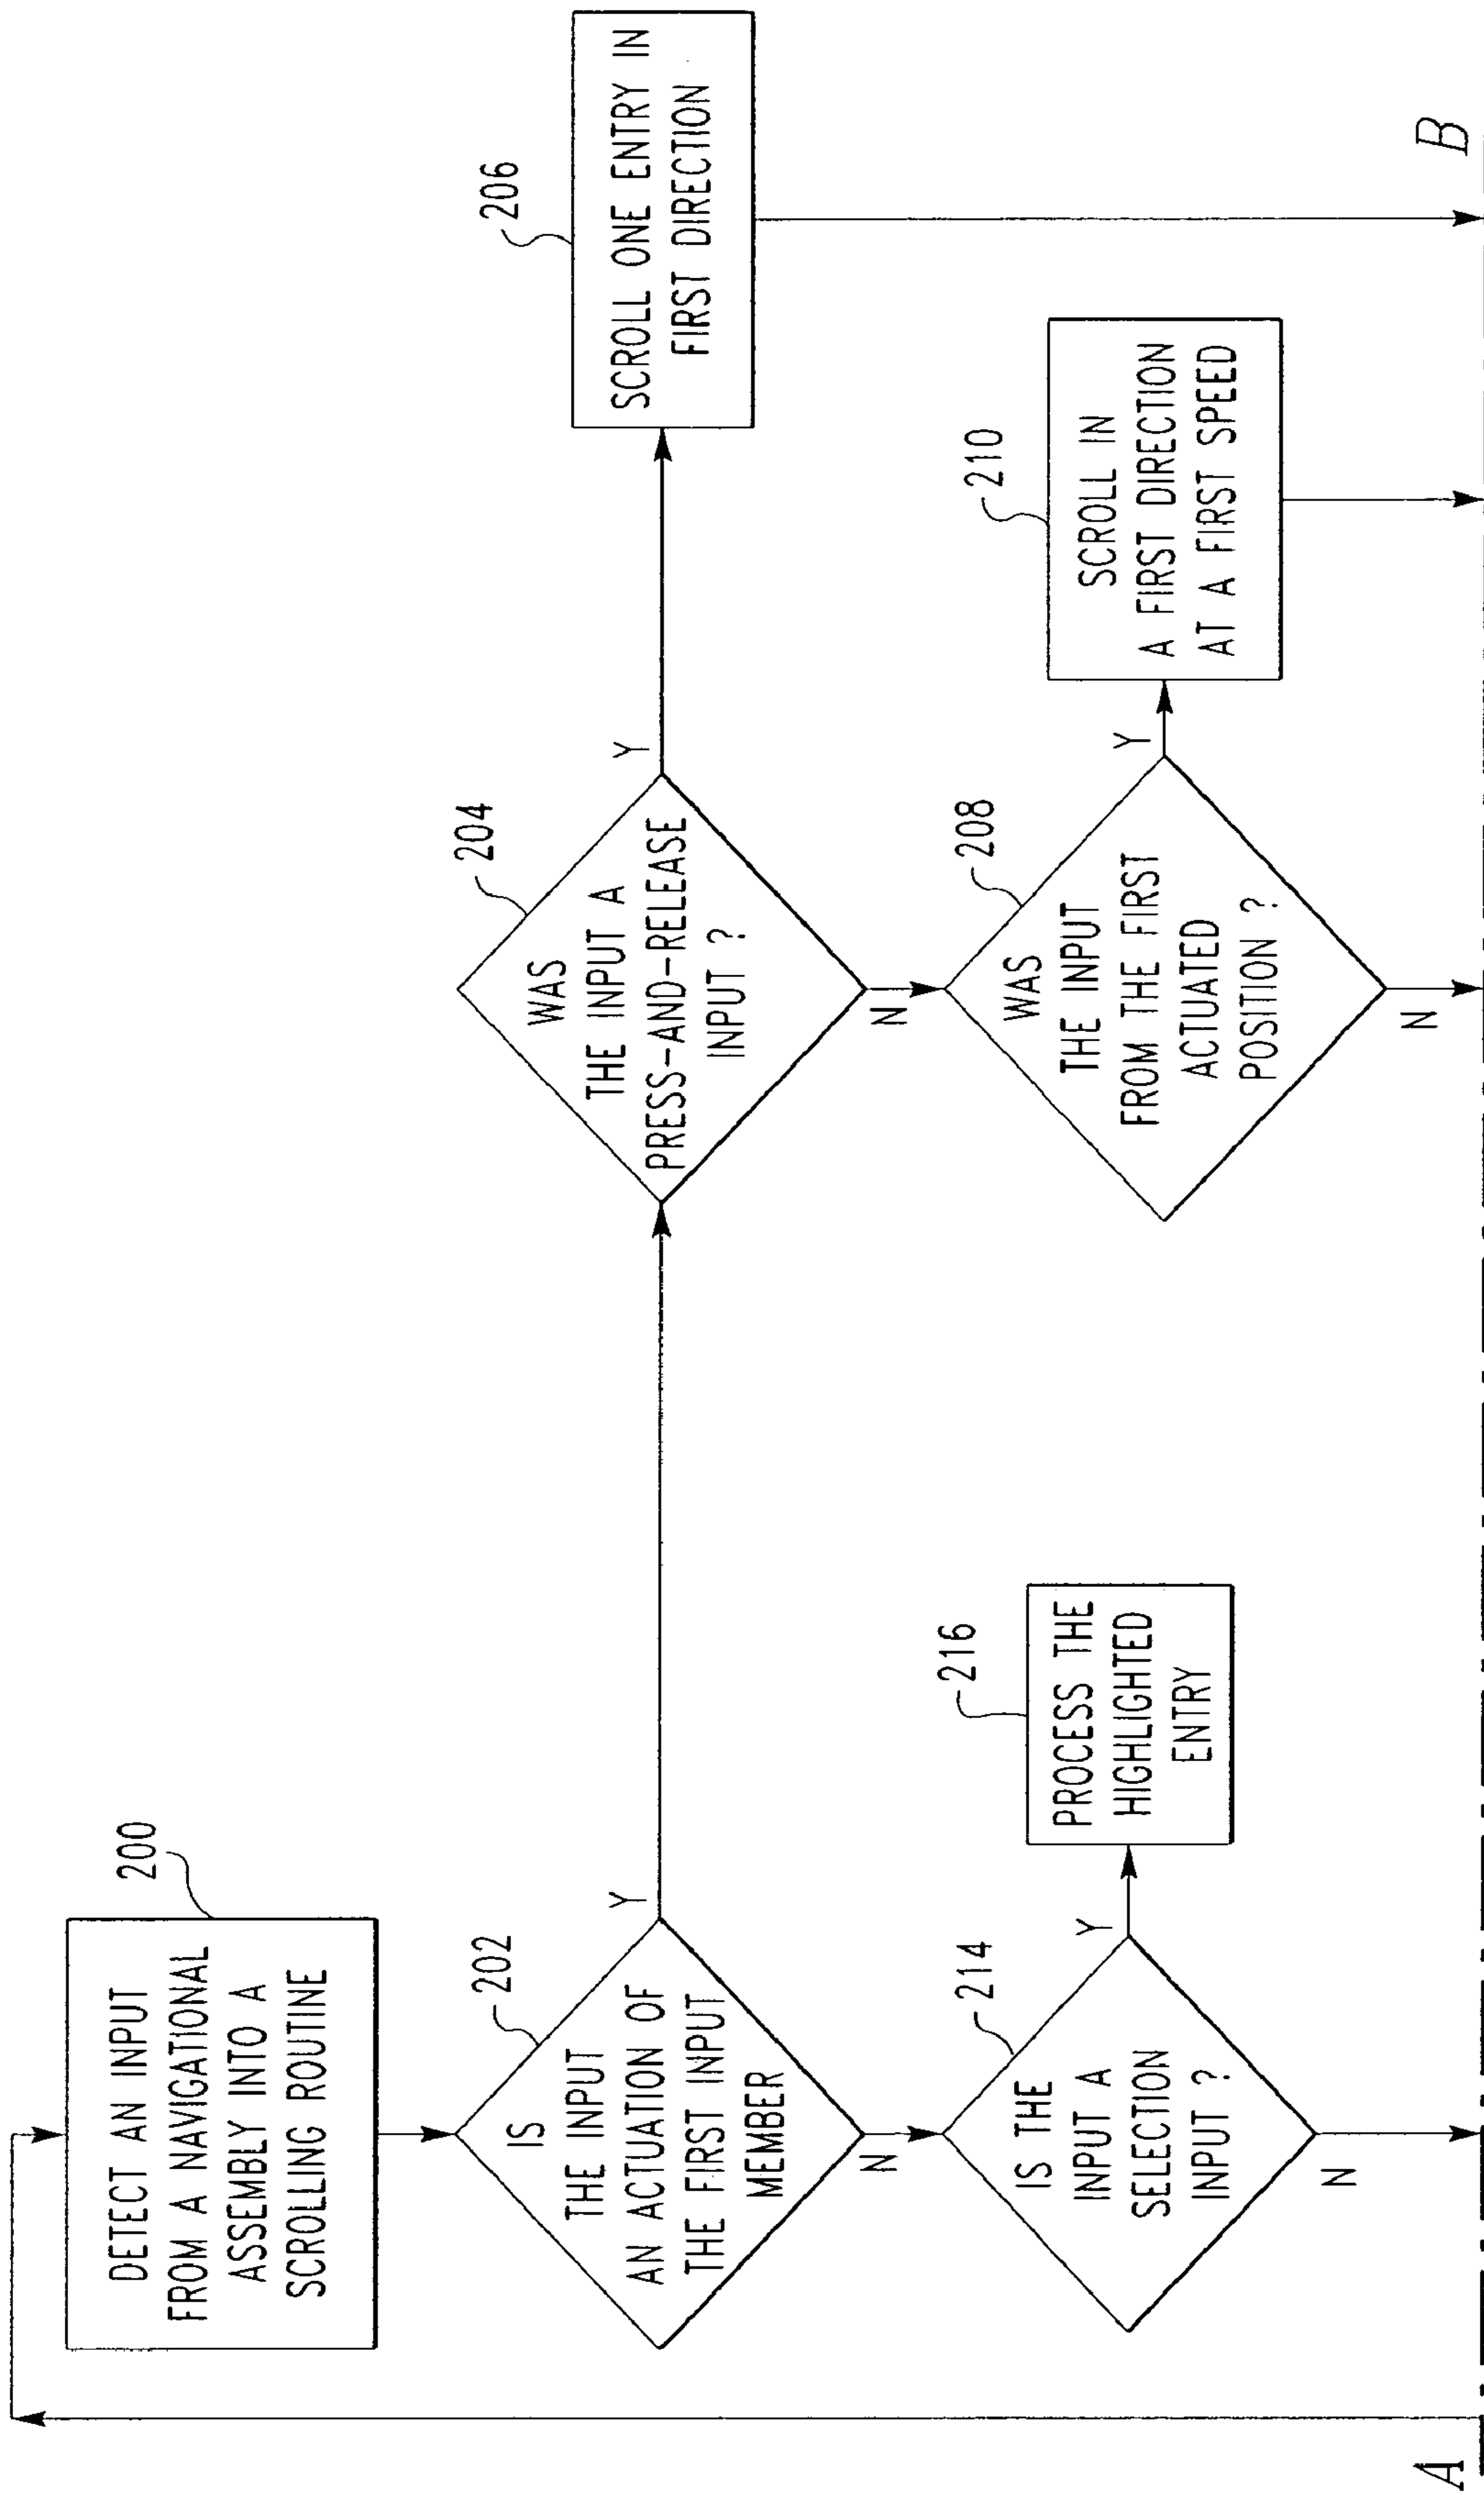 200
DETECT AN INPUT
FROM A NAVIGATIONAL
ASSEMBLY INTO A
SCROLLING ROUTINE
202
IS
THE INPUT
AN ACTUATION OF
THE FIRST INPUT
MEMBER
Y
N
204
WAS
THE INPUT A
PRESS-AND-RELEASE
INPUT ?
Y
N
206
SCROLL ONE ENTRY IN
FIRST DIRECTION
214
IS THE
INPUT A
SELECTION
INPUT ?
Y
N
216
PROCESS THE
HIGHLIGHTED
ENTRY
208
WAS
THE INPUT
FROM THE FIRST
ACTUATED
POSITION ?
Y
N
210
SCROLL IN
A FIRST DIRECTION
AT A FIRST SPEED
A
B